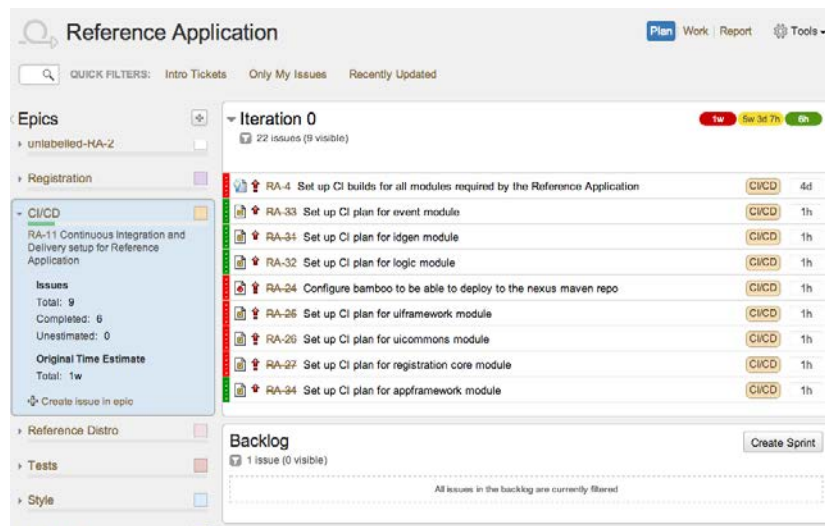 Reference Application
Plan Work Report Tools
QUICK FILTERS: Intro Tickets Only My Issues Recently Updated
Epics
unlabelled-RA-2
Registration
CI/CD
RA-11 Continuous Integration and
Delivery setup for Reference
Application
Issues
Total: 9
Completed: 6
Unestimated: 0
Original Time Estimate
Total: 1w
Create issue in epic
Reference Distro
Tests
Style
Iteration 0 1w 5w 3d 7h 6h
22 issues (9 visible)
RA-4 Set up CI builds for all modules required by the Reference Application CI/CD 4d
RA-33 Set up CI plan for event module CI/CD 1h
RA-31 Set up CI plan for idgen module CI/CD 1h
RA-32 Set up CI plan for logic module CI/CD 1h
RA-24 Configure bamboo to be able to deploy to the nexus maven repo CI/CD 1h
RA-25 Set up CI plan for uiframework module CI/CD 1h
RA-26 Set up CI plan for uicommons module CI/CD 1h
RA-27 Set up CI plan for registration core module CI/CD 1h
RA-34 Set up CI plan for appframework module CI/CD 1h
Backlog Create Sprint
1 issue (0 visible)
All issues in the backlog are currently filtered